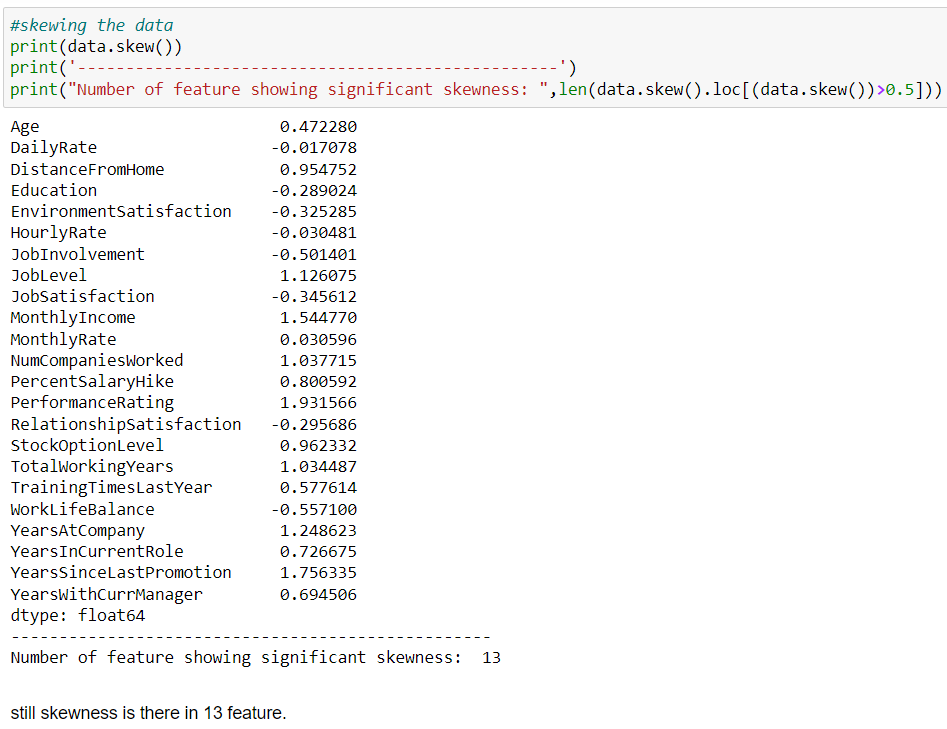 #skewing the data
print(data.skew())
print('--------------------------------------------------')
print("Number of feature showing significant skewness: ",len(data.skew().loc[(data.skew())>0.5]))
Age 0.472280
DailyRate -0.017078
DistanceFromHome 0.954752
Education -0.289024
EnvironmentSatisfaction -0.325285
HourlyRate -0.030481
JobInvolvement -0.501401
JobLevel 1.126075
JobSatisfaction -0.345612
MonthlyIncome 1.544770
MonthlyRate 0.030596
NumCompaniesWorked 1.037715
PercentSalaryHike 0.800592
PerformanceRating 1.931566
RelationshipSatisfaction -0.295686
StockOptionLevel 0.962332
TotalWorkingYears 1.034487
TrainingTimesLastYear 0.577614
WorkLifeBalance -0.557100
YearsAtCompany 1.248623
YearsInCurrentRole 0.726675
YearsSinceLastPromotion 1.756335
YearsWithCurrManager 0.694506
dtype: float64
--------------------------------------------------
Number of feature showing significant skewness:  13
still skewness is there in 13 feature.